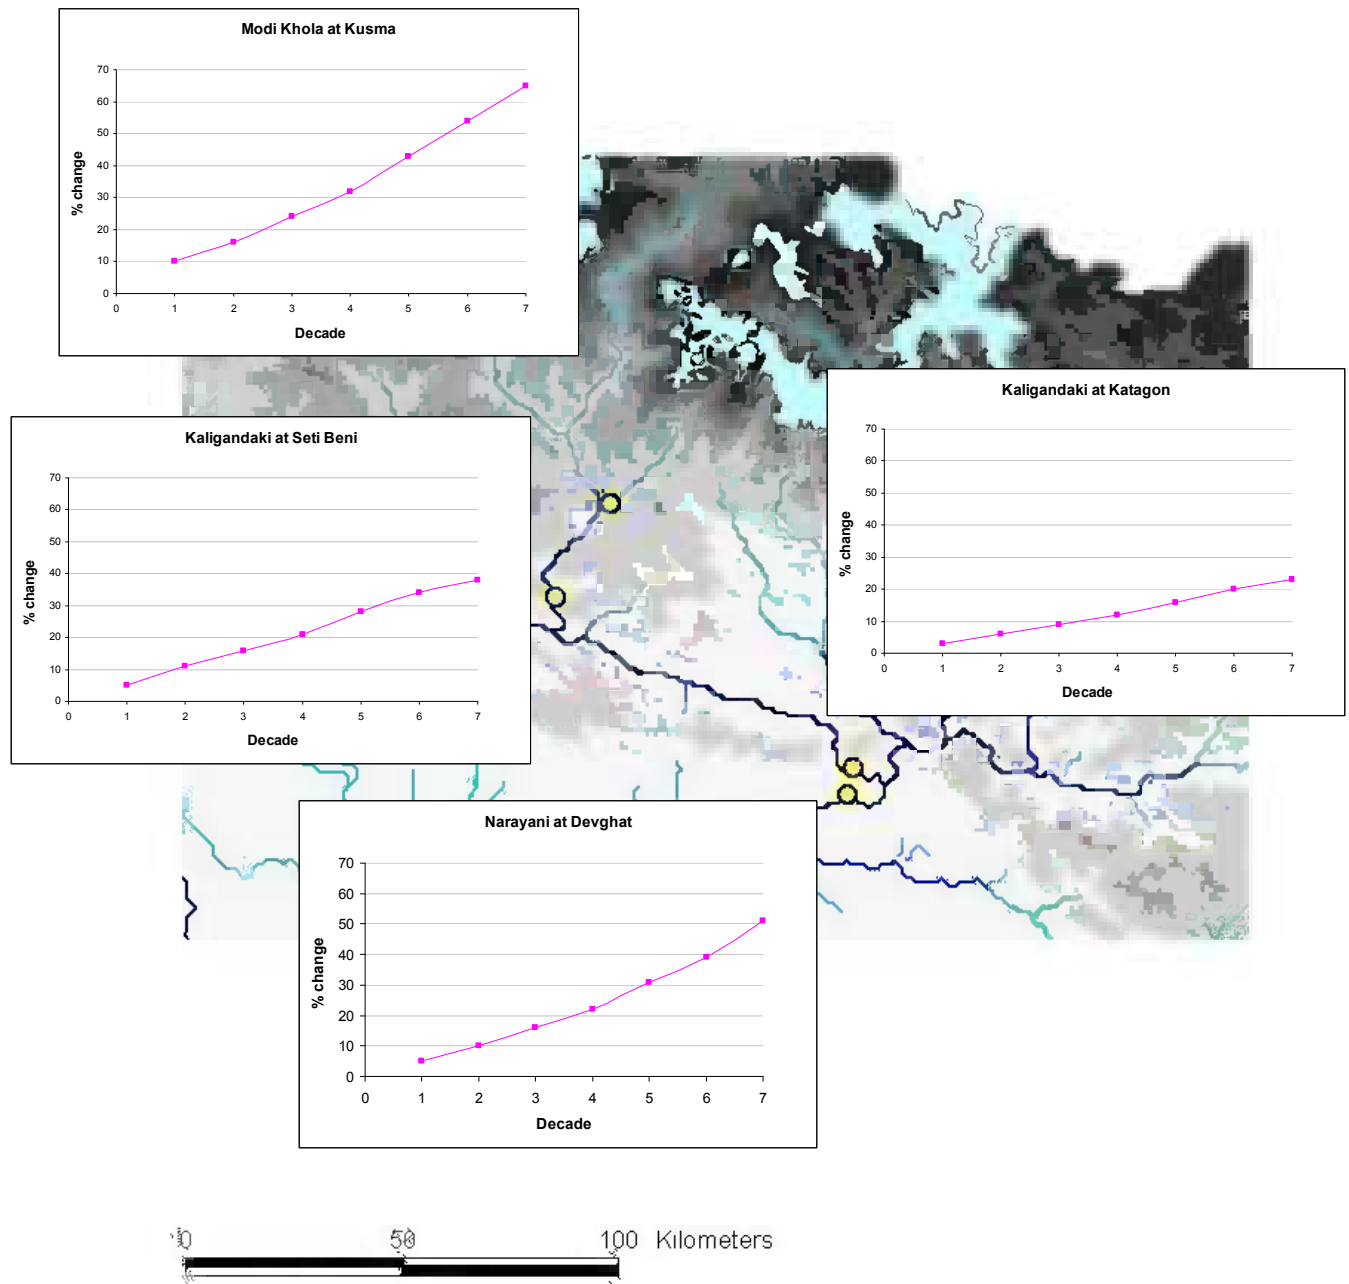 Modi Khola at Kusma
70
60
50
40
30
20
10
0
% change
0 1 2 3 4 5 6 7
Decade
Kaligandaki at Katagon
70
60
50
40
30
20
10
0
% change
0 1 2 3 4 5 6 7
Decade
Kaligandaki at Seti Beni
70
60
50
40
30
20
10
0
% change
0 1 2 3 4 5 6 7
Decade
Narayani at Devghat
70
60
50
40
30
20
10
0
% change
0 1 2 3 4 5 6 7
Decade
0 50 100 Kilometers